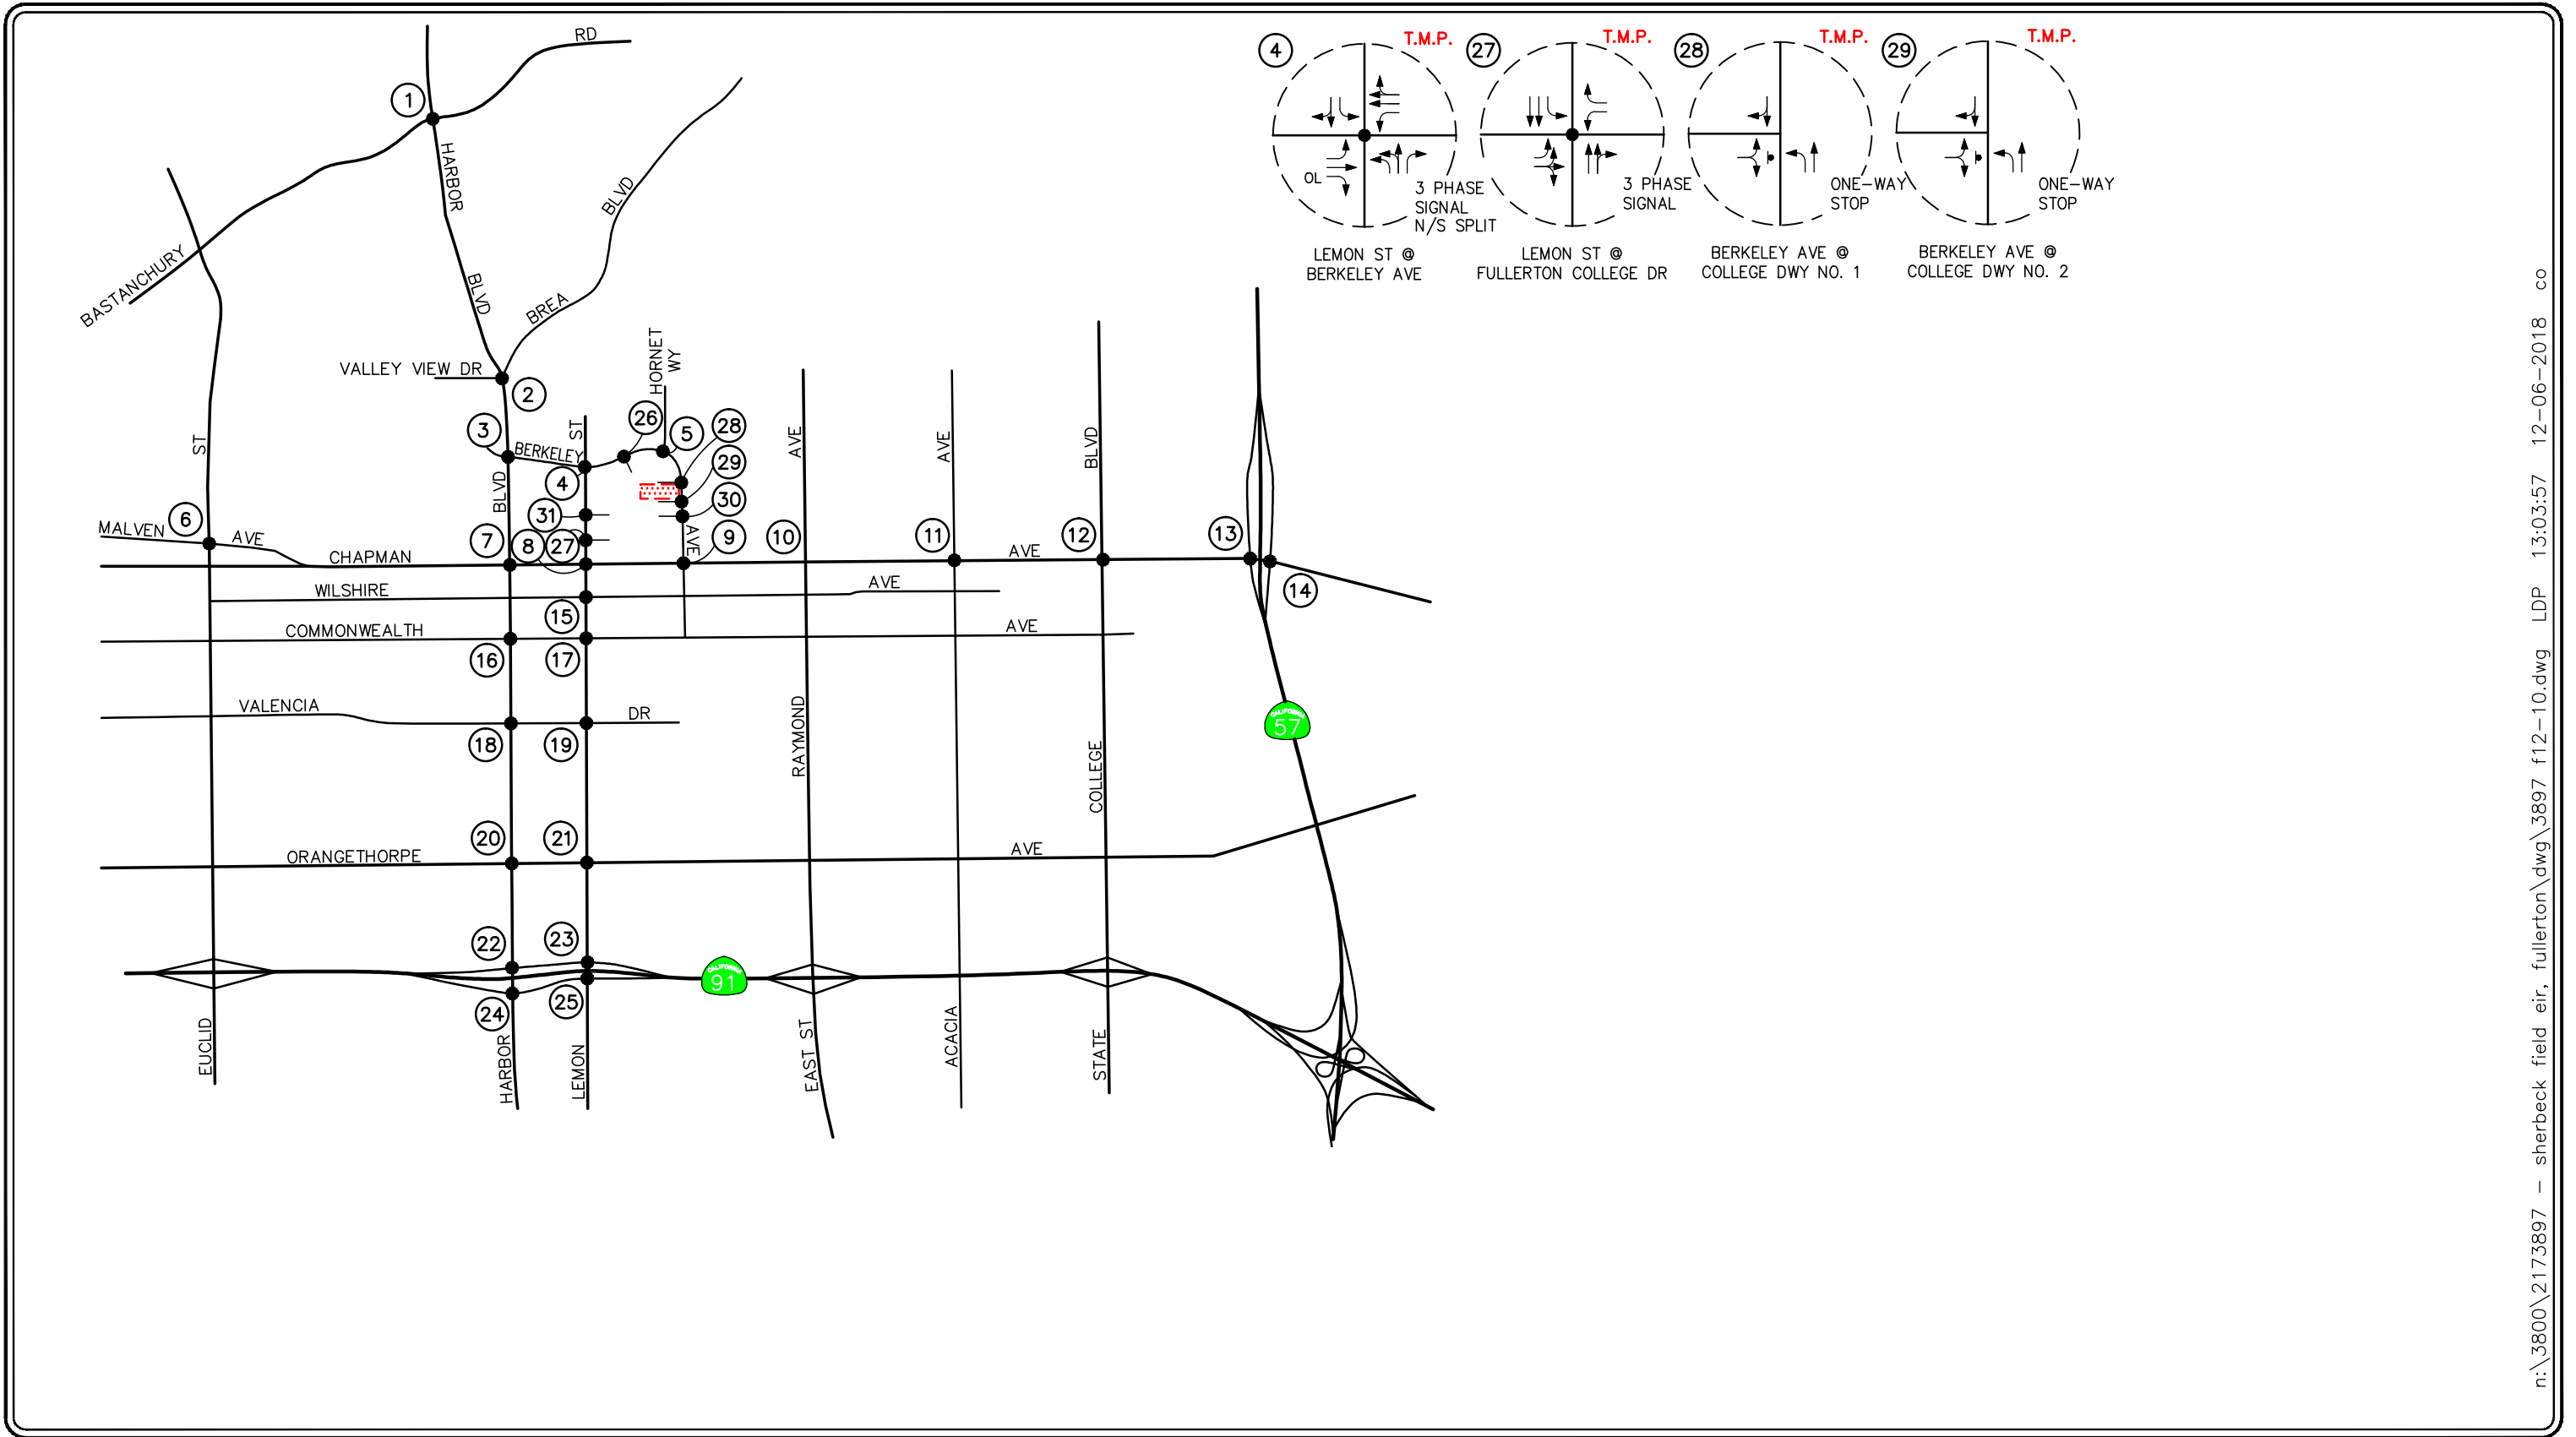 RD
1
HARBOR
BLVD
BLVD
BASTANCHURY
BREA
HORNET
WY
VALLEY VIEW DR
2
26
5
28
3
ST
ST
BERKELEY
29
4
BLVD
30
31
AVE
AVE
AVE
BLVD
6
MALVEN
AVE
7
8
27
9
10
11
12
13
14
CHAPMAN
AVE
WILSHIRE
AVE
15
COMMONWEALTH
AVE
16
17
VALENCIA
DR
18
19
RAYMOND
COLLEGE
CALIFORNIA
57
20
21
ORANGETHORPE
AVE
22
23
CALIFORNIA
91
24
25
EUCLID
HARBOR
LEMON
EAST ST
ACACIA
STATE
4
T.M.P.
OL
3 PHASE
SIGNAL
N/S SPLIT
LEMON ST @
BERKELEY AVE
27
T.M.P.
3 PHASE
SIGNAL
LEMON ST @
FULLERTON COLLEGE DR
28
T.M.P.
ONE-WAY
STOP
BERKELEY AVE @
COLLEGE DWY NO. 1
29
T.M.P.
ONE-WAY
STOP
BERKELEY AVE @
COLLEGE DWY NO. 2
n:\3800\2173897 - sherbeck field eir, fullerton\dwg\3897 f12-10.dwg LDP 13:03:57 12-06-2018 co